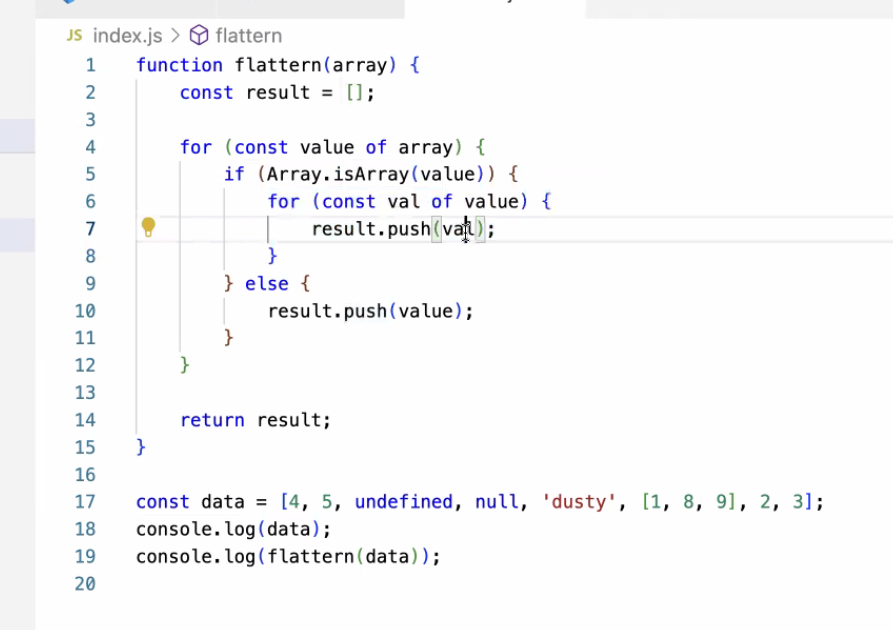 JS index.js > flattern
1 function flattern(array) {
2     const result = [];
3
4     for (const value of array) {
5         if (Array.isArray(value)) {
6             for (const val of value) {
7                 result.push(val);
8             }
9         } else {
10             result.push(value);
11         }
12     }
13
14     return result;
15 }
16
17 const data = [4, 5, undefined, null, 'dusty', [1, 8, 9], 2, 3];
18 console.log(data);
19 console.log(flattern(data));
20